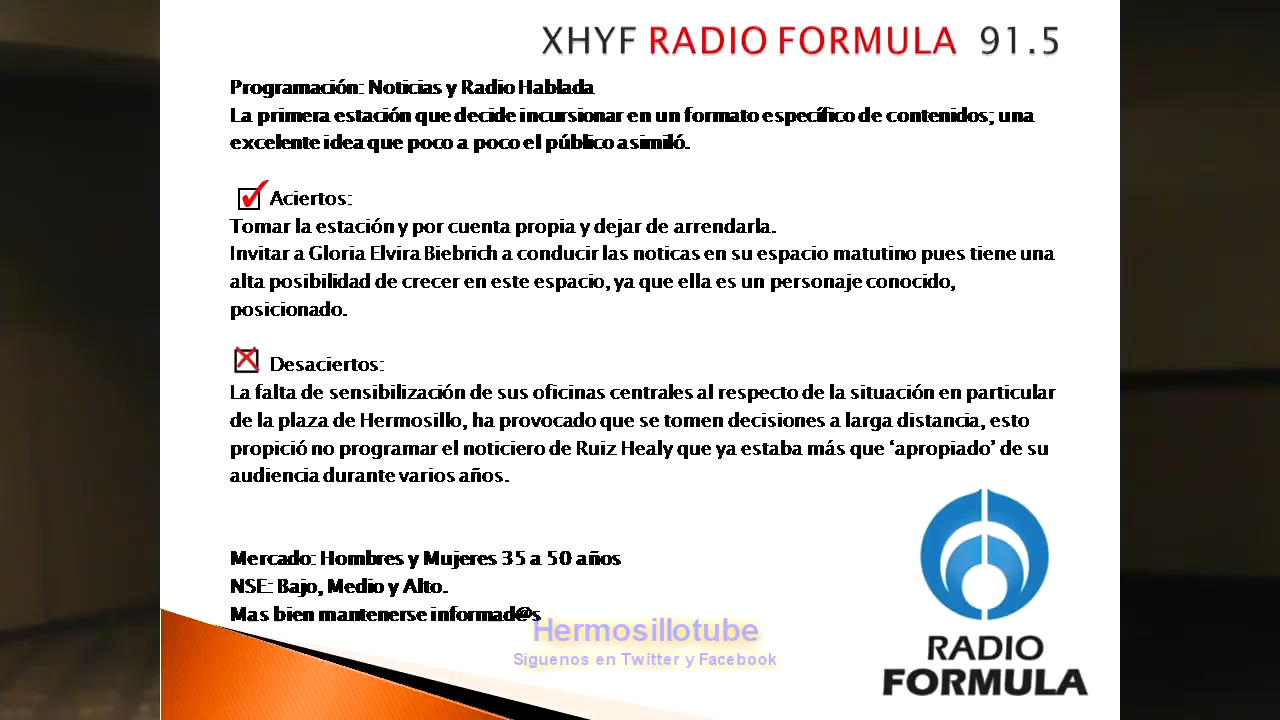 XHYF RADIO FORMULA 91.5
Programación: Noticias y Radio Hablada
La primera estación que decide incursionar en un formato específico de contenidos; una
excelente idea que poco a poco el público asimiló.
Aciertos:
Tomar la estación y por cuenta propia y dejar de arrendarla.
Invitar a Gloria Elvira Biebrich a conducir las noticas en su espacio matutino pues tiene una
alta posibilidad de crecer en este espacio, ya que ella es un personaje conocido,
posicionado.
Desaciertos:
La falta de sensibilización de sus oficinas centrales al respecto de la situación en particular
de la plaza de Hermosillo, ha provocado que se tomen decisiones a larga distancia, esto
propició no programar el noticiero de Ruiz Healy que ya estaba más que ‘apropiado’ de su
audiencia durante varios años.
Mercado: Hombres y Mujeres 35 a 50 años
NSE: Bajo, Medio y Alto.
Mas bien mantenerse informad@s
Hermosillotube
Siguenos en Twitter y Facebook
RADIO
FORMULA